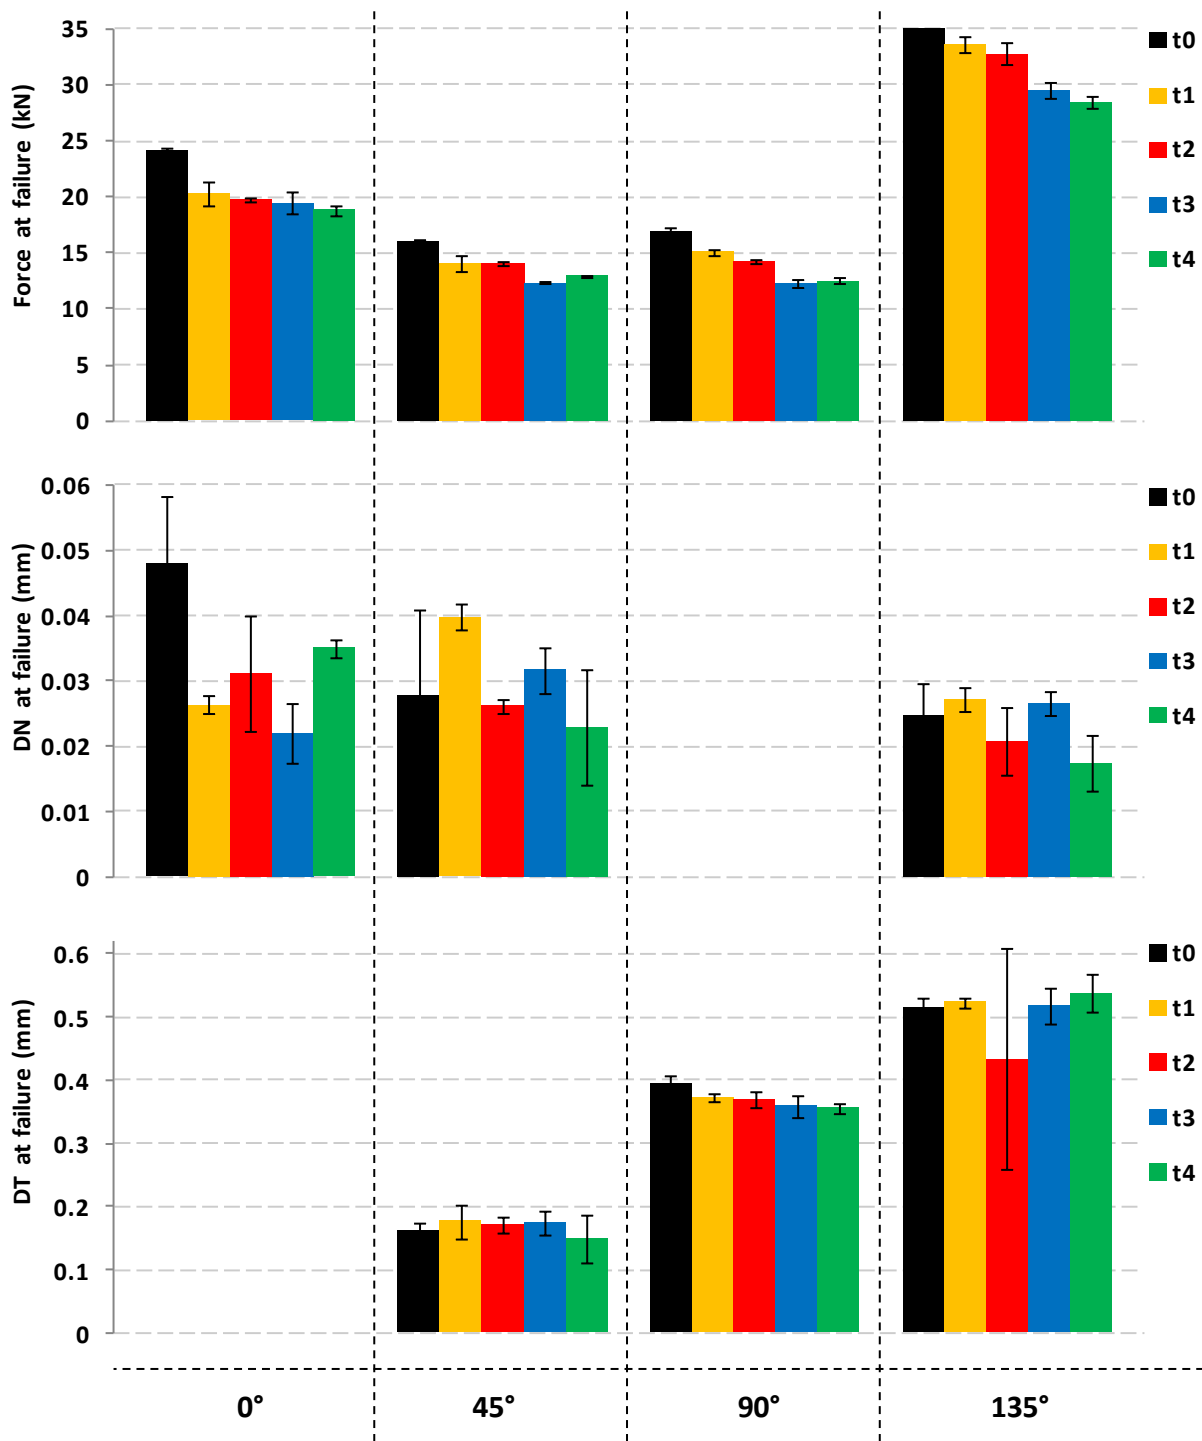 Force at failure (kN)
35
30
25
20
15
10
5
0
t0
t1
t2
t3
t4
DN at failure (mm)
0.06
0.05
0.04
0.03
0.02
0.01
0
t0
t1
t2
t3
t4
DT at failure (mm)
0.6
0.5
0.4
0.3
0.2
0.1
0
t0
t1
t2
t3
t4
0° 45° 90° 135°